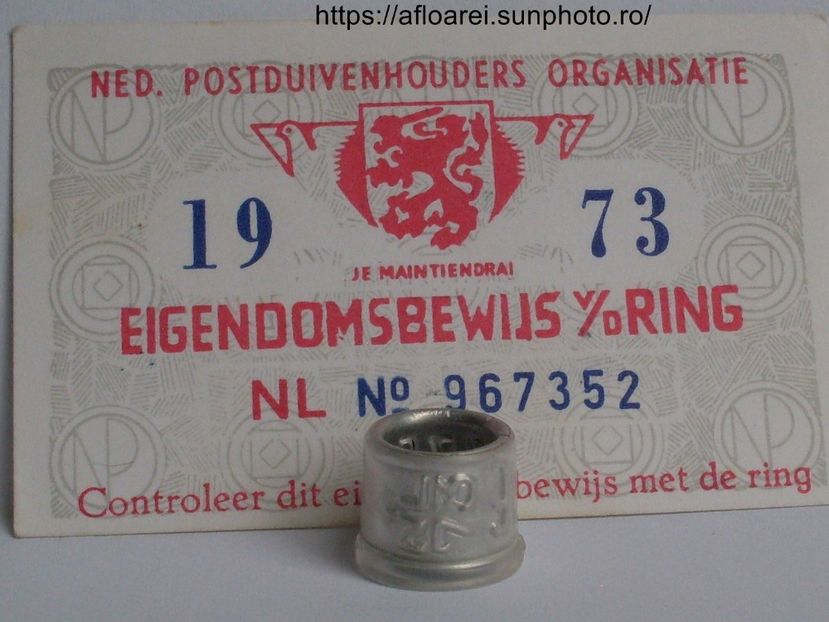 https://afloarei.sunphoto.ro/
NED. POSTDUIVENHOUDERS ORGANISATIE
19 73
JE MAINTIENDRAI
EIGENDOMSBEWIJS V/D RING
NL No 967352
Controleer dit ei bewijs met de ring